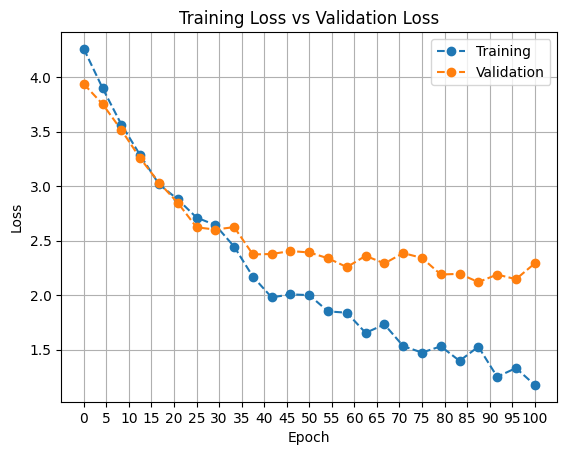 Training Loss vs Validation Loss
Training
Validation
4.0
3.5
3.0
2.5
2.0
1.5
Loss
0 5 10 15 20 25 30 35 40 45 50 55 60 65 70 75 80 85 90 95 100
Epoch